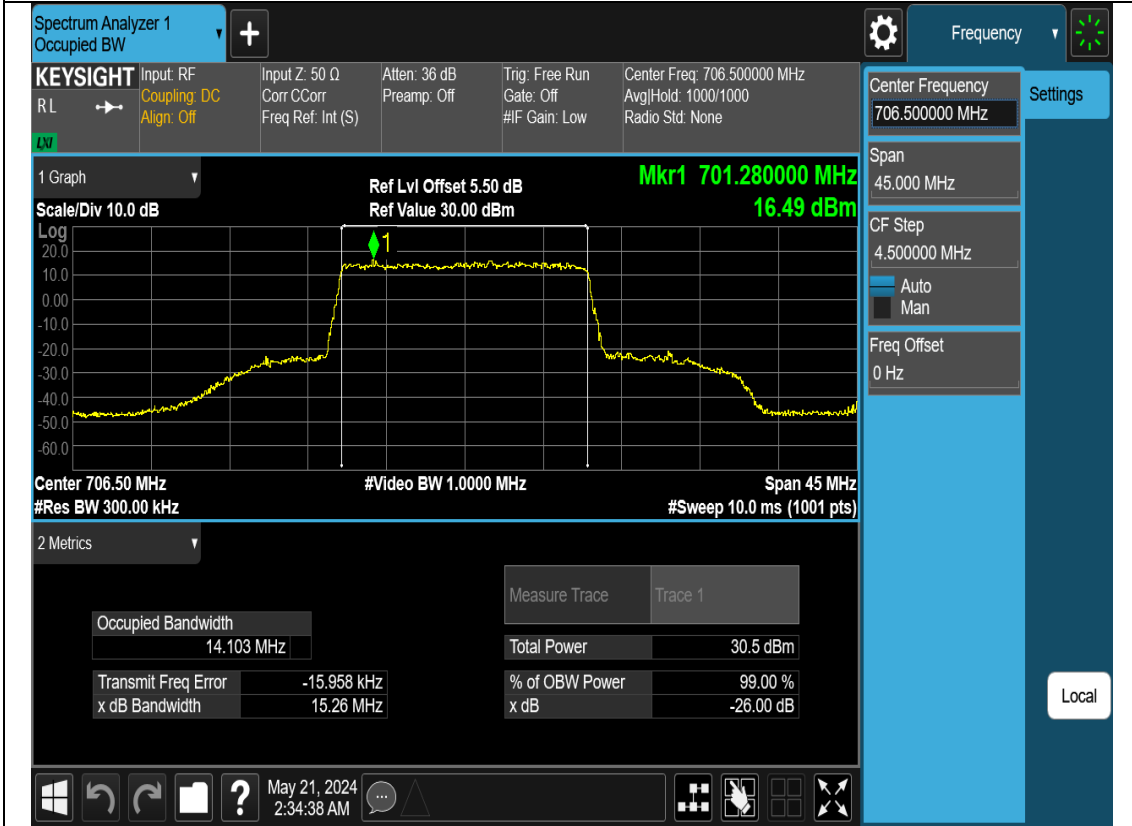 Spectrum Analyzer 1
Occupied BW
Frequency
KEYSIGHT
R L
LXI
Input: RF
Coupling: DC
Align: Off
Input Z: 50 Ω
Corr CCorr
Freq Ref: Int (S)
Atten: 36 dB
Preamp: Off
Trig: Free Run
Gate: Off
#IF Gain: Low
Center Freq: 706.500000 MHz
Avg|Hold: 1000/1000
Radio Std: None
Center Frequency
706.500000 MHz
Settings
Span
45.000 MHz
CF Step
4.500000 MHz
Auto
Man
Freq Offset
0 Hz
Local
1 Graph
Scale/Div 10.0 dB
Ref Lvl Offset 5.50 dB
Ref Value 30.00 dBm
Mkr1 701.280000 MHz
16.49 dBm
Log
1
20.0
10.0
0.00
-10.0
-20.0
-30.0
-40.0
-50.0
-60.0
Center 706.50 MHz
#Video BW 1.0000 MHz
Span 45 MHz
#Res BW 300.00 kHz
#Sweep 10.0 ms (1001 pts)
2 Metrics
Measure Trace
Trace 1
Occupied Bandwidth
14.103 MHz
Total Power
30.5 dBm
Transmit Freq Error
-15.958 kHz
% of OBW Power
99.00 %
x dB Bandwidth
15.26 MHz
x dB
-26.00 dB
?
May 21, 2024
2:34:38 AM